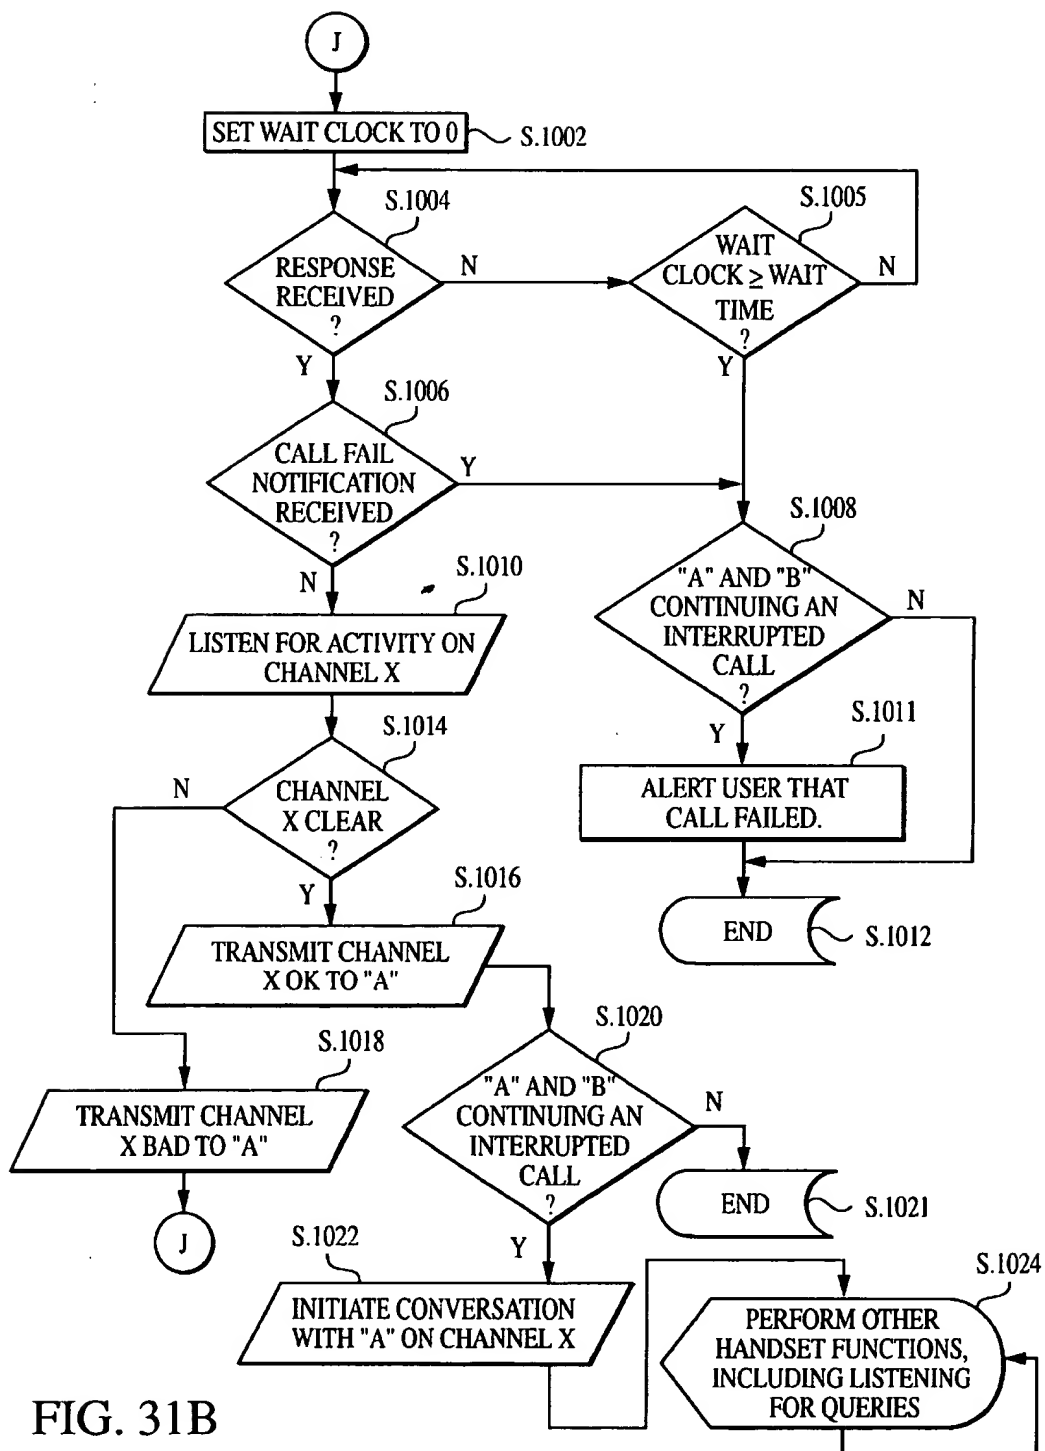 J
SET WAIT CLOCK TO 0
S.1002
S.1004
RESPONSE
RECEIVED
?
N
Y
S.1005
WAIT
CLOCK ≥ WAIT
TIME
?
N
Y
S.1006
CALL FAIL
NOTIFICATION
RECEIVED
?
Y
N
S.1008
"A" AND "B"
CONTINUING AN
INTERRUPTED
CALL
?
N
Y
S.1010
LISTEN FOR ACTIVITY ON
CHANNEL X
S.1011
ALERT USER THAT
CALL FAILED.
S.1014
CHANNEL
X CLEAR
?
N
Y
END
S.1012
S.1016
TRANSMIT CHANNEL
X OK TO "A"
S.1018
TRANSMIT CHANNEL
X BAD TO "A"
J
S.1020
"A" AND "B"
CONTINUING AN
INTERRUPTED
CALL
?
N
Y
END
S.1021
S.1022
INITIATE CONVERSATION
WITH "A" ON CHANNEL X
S.1024
PERFORM OTHER
HANDSET FUNCTIONS,
INCLUDING LISTENING
FOR QUERIES
FIG. 31B